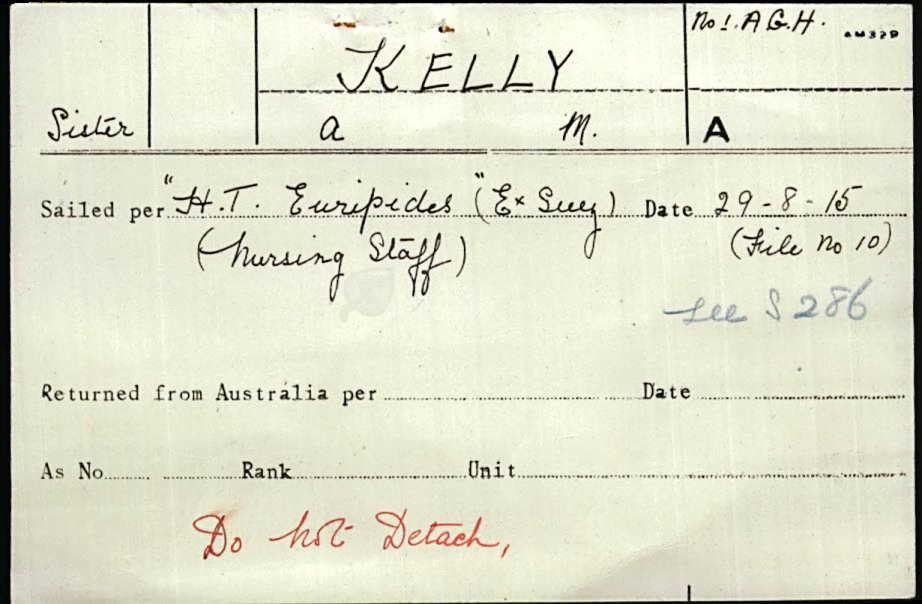 No 1. A G.H.
KELLY
Sister A M. A
Sailed per "H.T. Euripides" (Ex Suez) Date 29-8-15
(Nursing Staff) (File No 10)
see S 286
Returned from Australia per Date
As No. Rank Unit
Do not Detach,